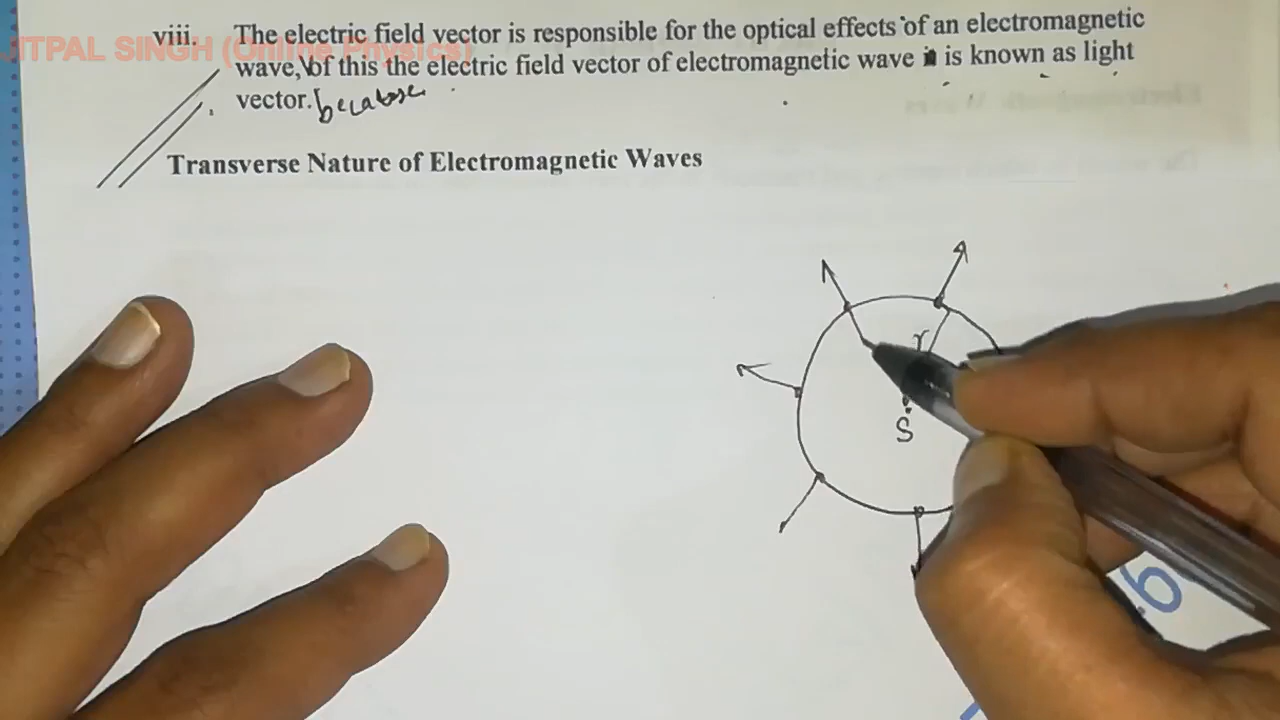 viii. The electric field vector is responsible for the optical effects of an electromagnetic
JITPAL SINGH (Online Physics)
wave, of this the electric field vector of electromagnetic wave is known as light
vector. because
Transverse Nature of Electromagnetic Waves
r
S